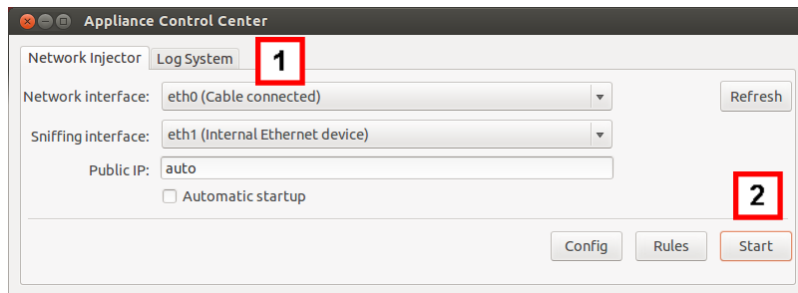 Appliance Control Center
Network Injector Log System 1
Network interface: eth0 (Cable connected) Refresh
Sniffing interface: eth1 (Internal Ethernet device)
Public IP: auto
Automatic startup 2
Config Rules Start